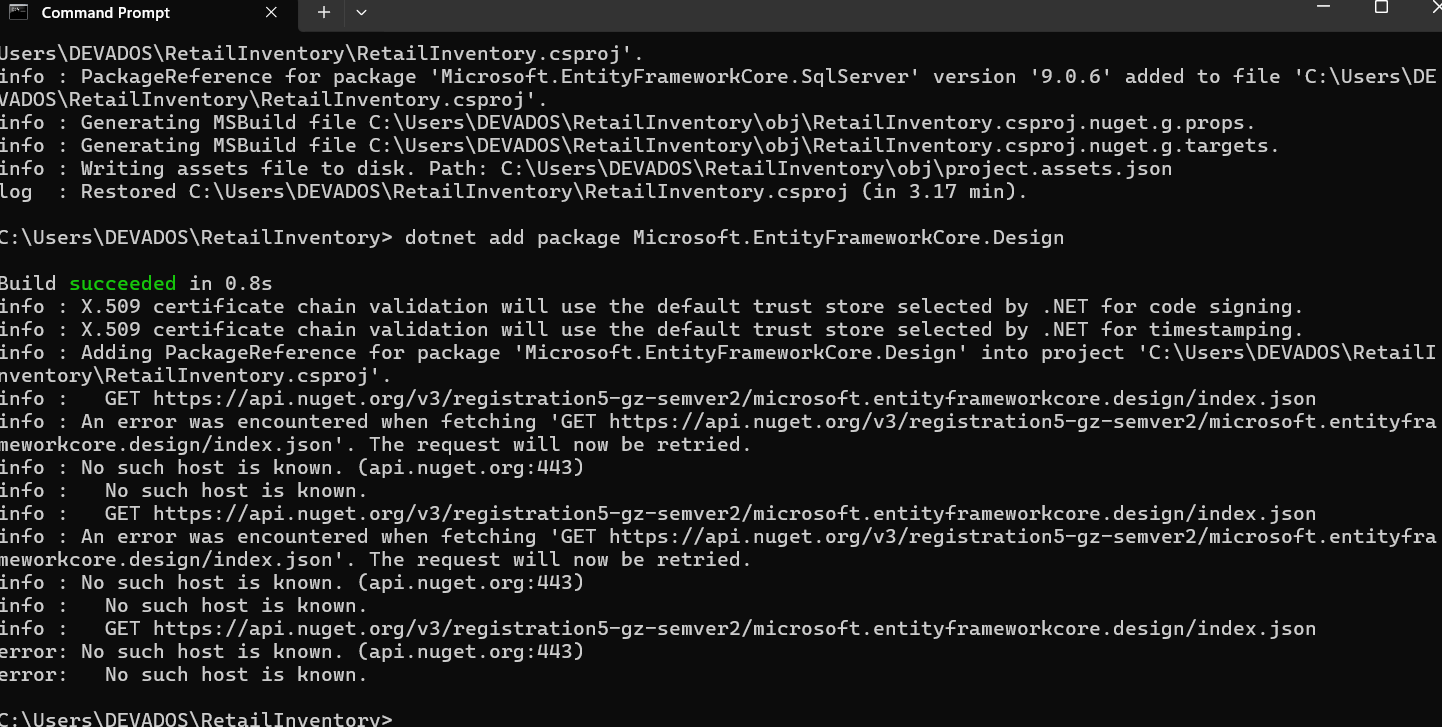 Command Prompt
Users\DEVADOS\RetailInventory\RetailInventory.csproj'.
info : PackageReference for package 'Microsoft.EntityFrameworkCore.SqlServer' version '9.0.6' added to file 'C:\Users\DE
VADOS\RetailInventory\RetailInventory.csproj'.
info : Generating MSBuild file C:\Users\DEVADOS\RetailInventory\obj\RetailInventory.csproj.nuget.g.props.
info : Generating MSBuild file C:\Users\DEVADOS\RetailInventory\obj\RetailInventory.csproj.nuget.g.targets.
info : Writing assets file to disk. Path: C:\Users\DEVADOS\RetailInventory\obj\project.assets.json
log  : Restored C:\Users\DEVADOS\RetailInventory\RetailInventory.csproj (in 3.17 min).
C:\Users\DEVADOS\RetailInventory> dotnet add package Microsoft.EntityFrameworkCore.Design
Build succeeded in 0.8s
info : X.509 certificate chain validation will use the default trust store selected by .NET for code signing.
info : X.509 certificate chain validation will use the default trust store selected by .NET for timestamping.
info : Adding PackageReference for package 'Microsoft.EntityFrameworkCore.Design' into project 'C:\Users\DEVADOS\RetailI
nventory\RetailInventory.csproj'.
info :   GET https://api.nuget.org/v3/registration5-gz-semver2/microsoft.entityframeworkcore.design/index.json
info : An error was encountered when fetching 'GET https://api.nuget.org/v3/registration5-gz-semver2/microsoft.entityfra
meworkcore.design/index.json'. The request will now be retried.
info : No such host is known. (api.nuget.org:443)
info :   No such host is known.
info :   GET https://api.nuget.org/v3/registration5-gz-semver2/microsoft.entityframeworkcore.design/index.json
info : An error was encountered when fetching 'GET https://api.nuget.org/v3/registration5-gz-semver2/microsoft.entityfra
meworkcore.design/index.json'. The request will now be retried.
info : No such host is known. (api.nuget.org:443)
info :   No such host is known.
info :   GET https://api.nuget.org/v3/registration5-gz-semver2/microsoft.entityframeworkcore.design/index.json
error: No such host is known. (api.nuget.org:443)
error:   No such host is known.
C:\Users\DEVADOS\RetailInventory>